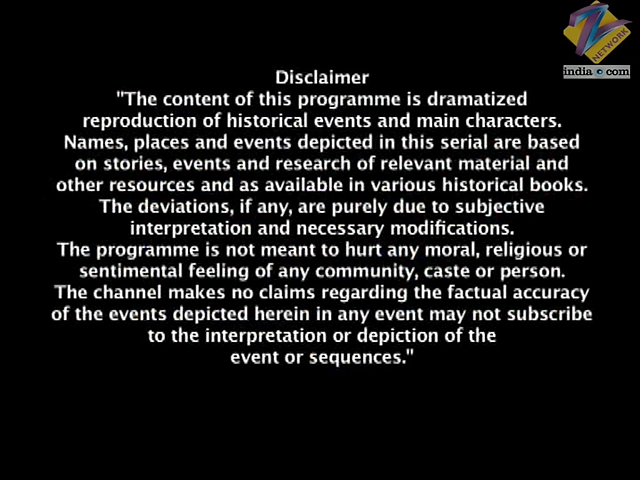 NETWORK
india.com
Disclaimer
"The content of this programme is dramatized
reproduction of historical events and main characters.
Names, places and events depicted in this serial are based
on stories, events and research of relevant material and
other resources and as available in various historical books.
The deviations, if any, are purely due to subjective
interpretation and necessary modifications.
The programme is not meant to hurt any moral, religious or
sentimental feeling of any community, caste or person.
The channel makes no claims regarding the factual accuracy
of the events depicted herein in any event may not subscribe
to the interpretation or depiction of the
event or sequences."